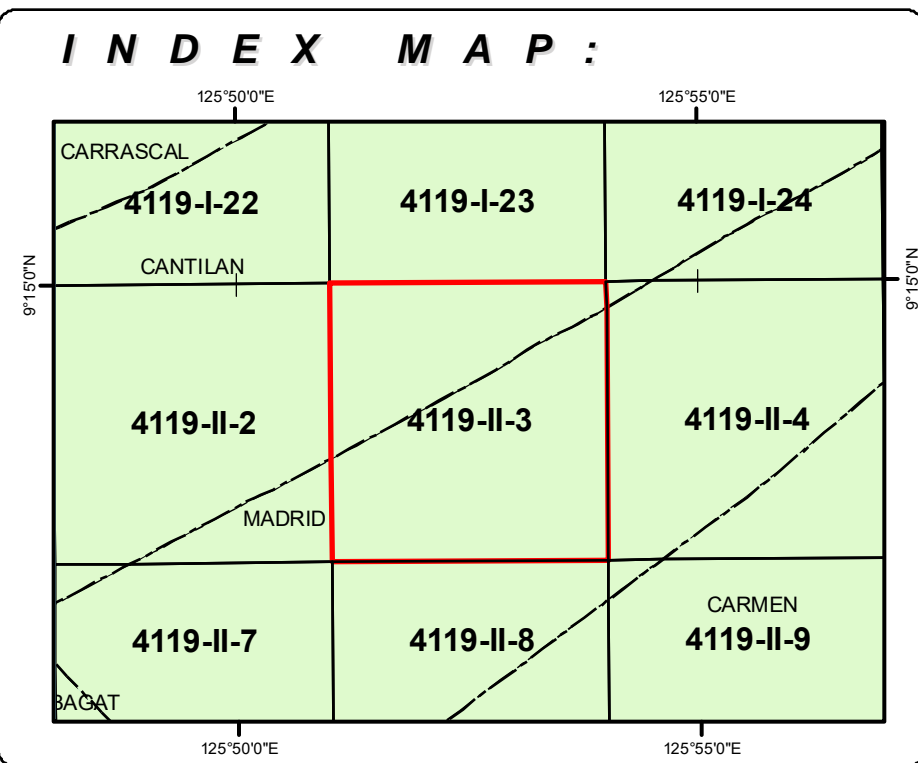 INDEX MAP:
125°50'0"E
125°55'0"E
CARRASCAL
4119-I-22
4119-I-23
4119-I-24
CANTILAN
9°15'0"N
9°15'0"N
4119-II-2
4119-II-3
4119-II-4
MADRID
CARMEN
4119-II-7
4119-II-8
4119-II-9
BAGAT
125°50'0"E
125°55'0"E